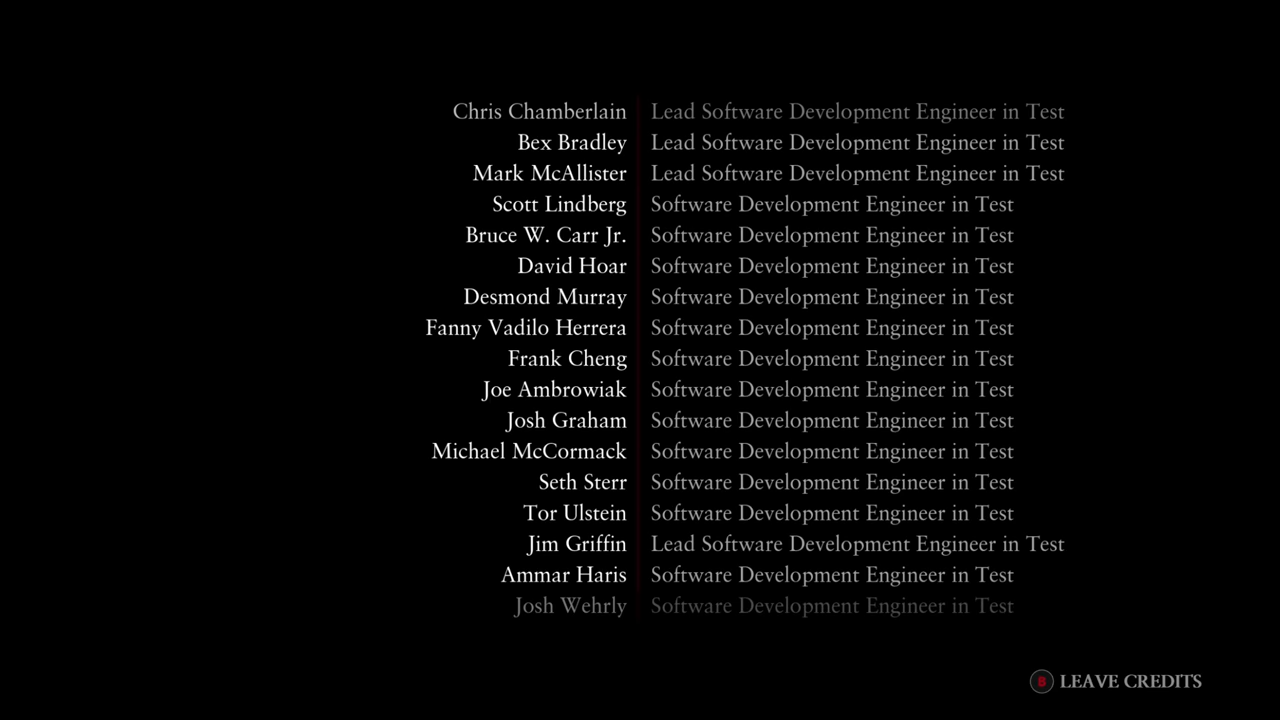 Chris Chamberlain Lead Software Development Engineer in Test
Bex Bradley Lead Software Development Engineer in Test
Mark McAllister Lead Software Development Engineer in Test
Scott Lindberg Software Development Engineer in Test
Bruce W. Carr Jr. Software Development Engineer in Test
David Hoar Software Development Engineer in Test
Desmond Murray Software Development Engineer in Test
Fanny Vadilo Herrera Software Development Engineer in Test
Frank Cheng Software Development Engineer in Test
Joe Ambrowiak Software Development Engineer in Test
Josh Graham Software Development Engineer in Test
Michael McCormack Software Development Engineer in Test
Seth Sterr Software Development Engineer in Test
Tor Ulstein Software Development Engineer in Test
Jim Griffin Lead Software Development Engineer in Test
Ammar Haris Software Development Engineer in Test
Josh Wehrly Software Development Engineer in Test
B LEAVE CREDITS